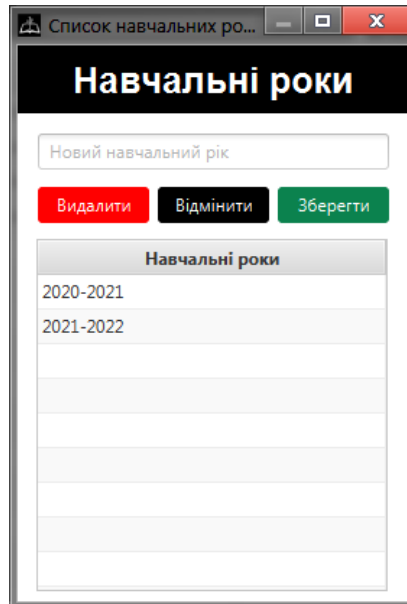 Список навчальних ро...
Навчальні роки
Новий навчальний рік
Видалити Відмінити Зберегти
Навчальні роки
2020-2021
2021-2022